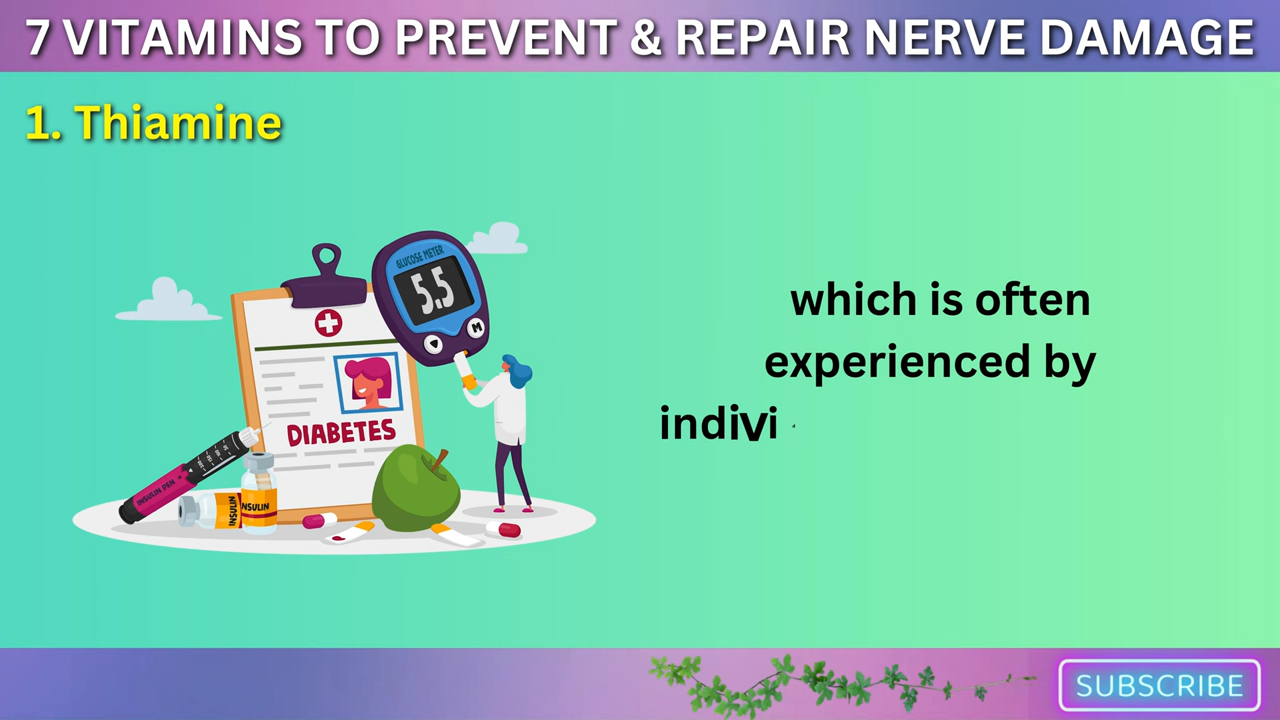 7 VITAMINS TO PREVENT & REPAIR NERVE DAMAGE
1. Thiamine
GLUCOSE METER
5.5
M
which is often
experienced by
indivi
DIABETES
INSULIN PEN
INSULIN
INSULIN
SUBSCRIBE